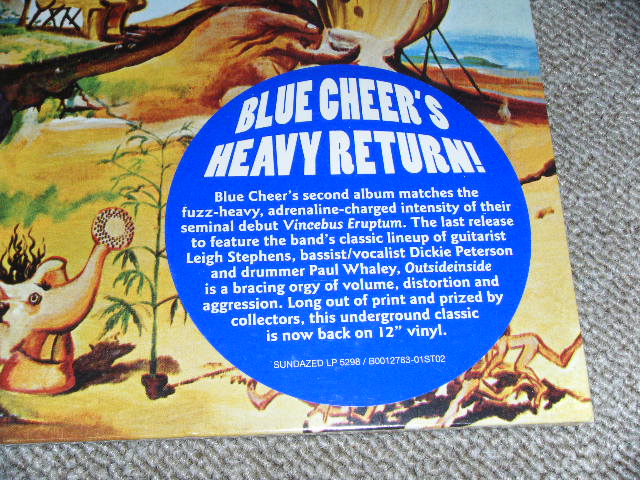 BLUE CHEER'S
HEAVY RETURN!
Blue Cheer's second album matches the
fuzz-heavy, adrenaline-charged intensity of their
seminal debut Vincebus Eruptum. The last release
to feature the band's classic lineup of guitarist
Leigh Stephens, bassist/vocalist Dickie Peterson
and drummer Paul Whaley, Outsideinside
is a bracing orgy of volume, distortion and
aggression. Long out of print and prized by
collectors, this underground classic
is now back on 12” vinyl.
SUNDAZED LP 5298 / B0012783-01ST02